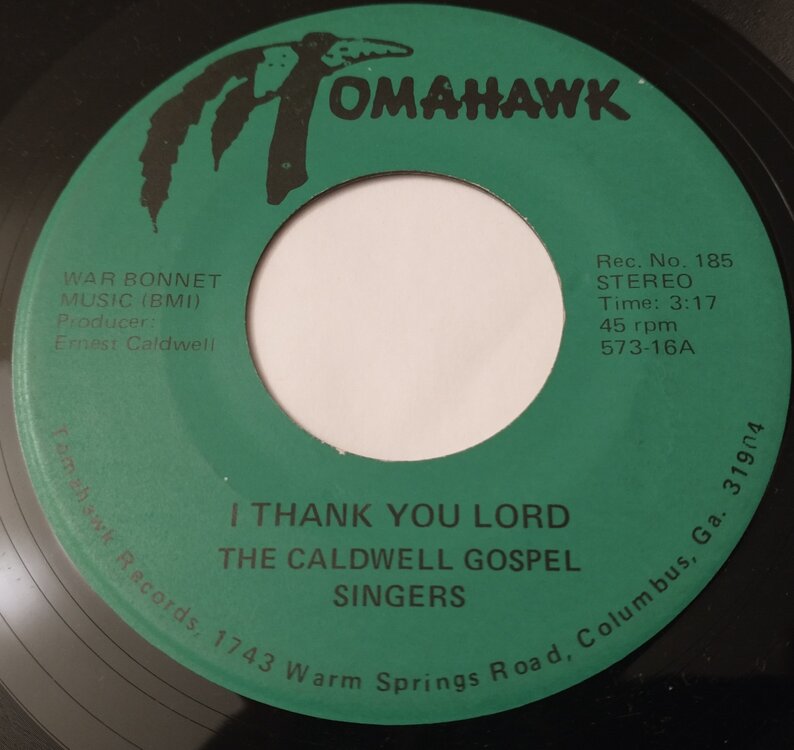 TOMAHAWK
WAR BONNET
MUSIC (BMI)
Producer:
Ernest Caldwell
Rec. No. 185
STEREO
Time: 3:17
45 rpm
573-16A
I THANK YOU LORD
THE CALDWELL GOSPEL
SINGERS
Tomahawk Records, 1743 Warm Springs Road, Columbus, Ga. 31904